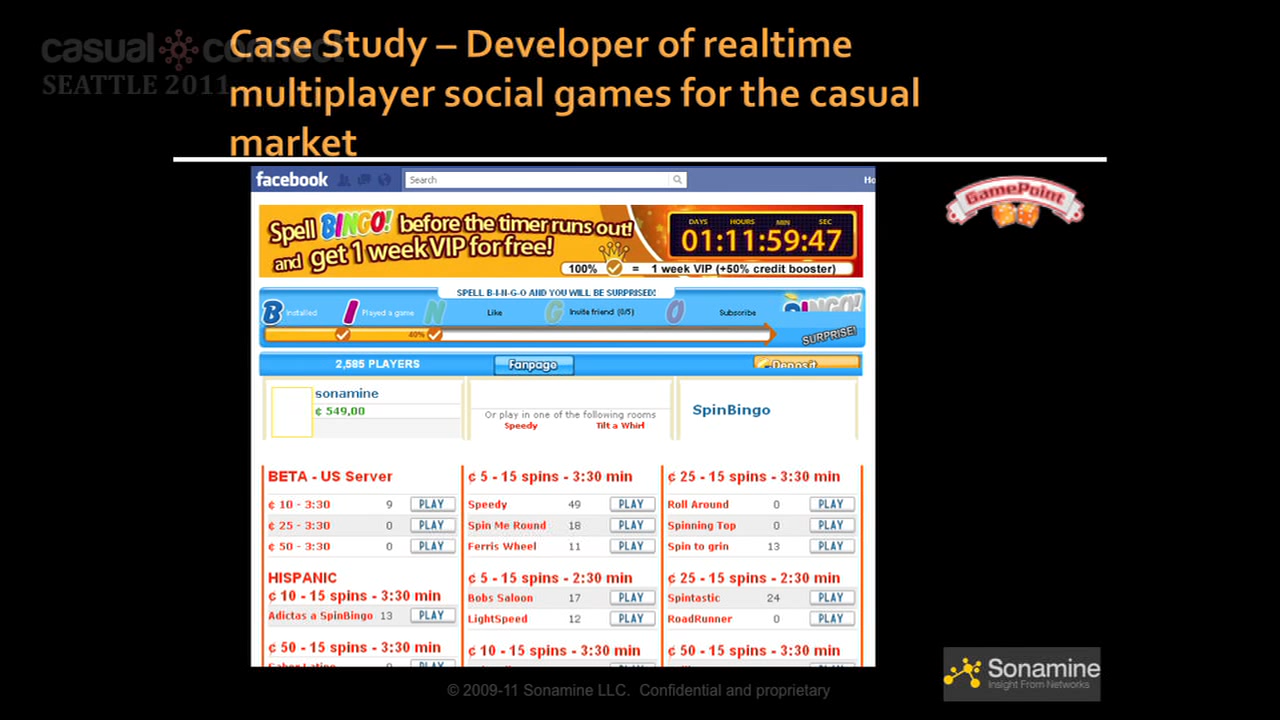 casual connect
SEATTLE 2011
Case Study – Developer of realtime
multiplayer social games for the casual
market
facebook
Search
Ho
GamePoint
Spell BINGO! before the timer runs out!
and get 1 week VIP for free!
DAYS HOURS MIN SEC
01:11:59:47
100% = 1 week VIP (+50% credit booster)
SPELL B-I-N-G-O AND YOU WILL BE SURPRISED!
B Installed I Played a game N Like G Invite friend (0/5) O Subscribe
BINGO!
40%
SURPRISE!
2,585 PLAYERS Fanpage Deposit
sonamine
¢ 549,00
Or play in one of the following rooms
Speedy Tilt a Whirl
SpinBingo
BETA - US Server
¢ 10 - 3:30 9 PLAY
¢ 25 - 3:30 0 PLAY
¢ 50 - 3:30 0 PLAY
HISPANIC
¢ 10 - 15 spins - 3:30 min
Adictas a SpinBingo 13 PLAY
¢ 50 - 15 spins - 3:30 min
¢ 5 - 15 spins - 3:30 min
Speedy 49 PLAY
Spin Me Round 18 PLAY
Ferris Wheel 11 PLAY
¢ 5 - 15 spins - 2:30 min
Bobs Saloon 17 PLAY
LightSpeed 12 PLAY
¢ 10 - 15 spins - 3:30 min
¢ 25 - 15 spins - 3:30 min
Roll Around 0 PLAY
Spinning Top 0 PLAY
Spin to grin 13 PLAY
¢ 25 - 15 spins - 2:30 min
Spintastic 24 PLAY
RoadRunner 0 PLAY
¢ 50 - 15 spins - 3:30 min
Sonamine
Insight From Networks
© 2009-11 Sonamine LLC. Confidential and proprietary